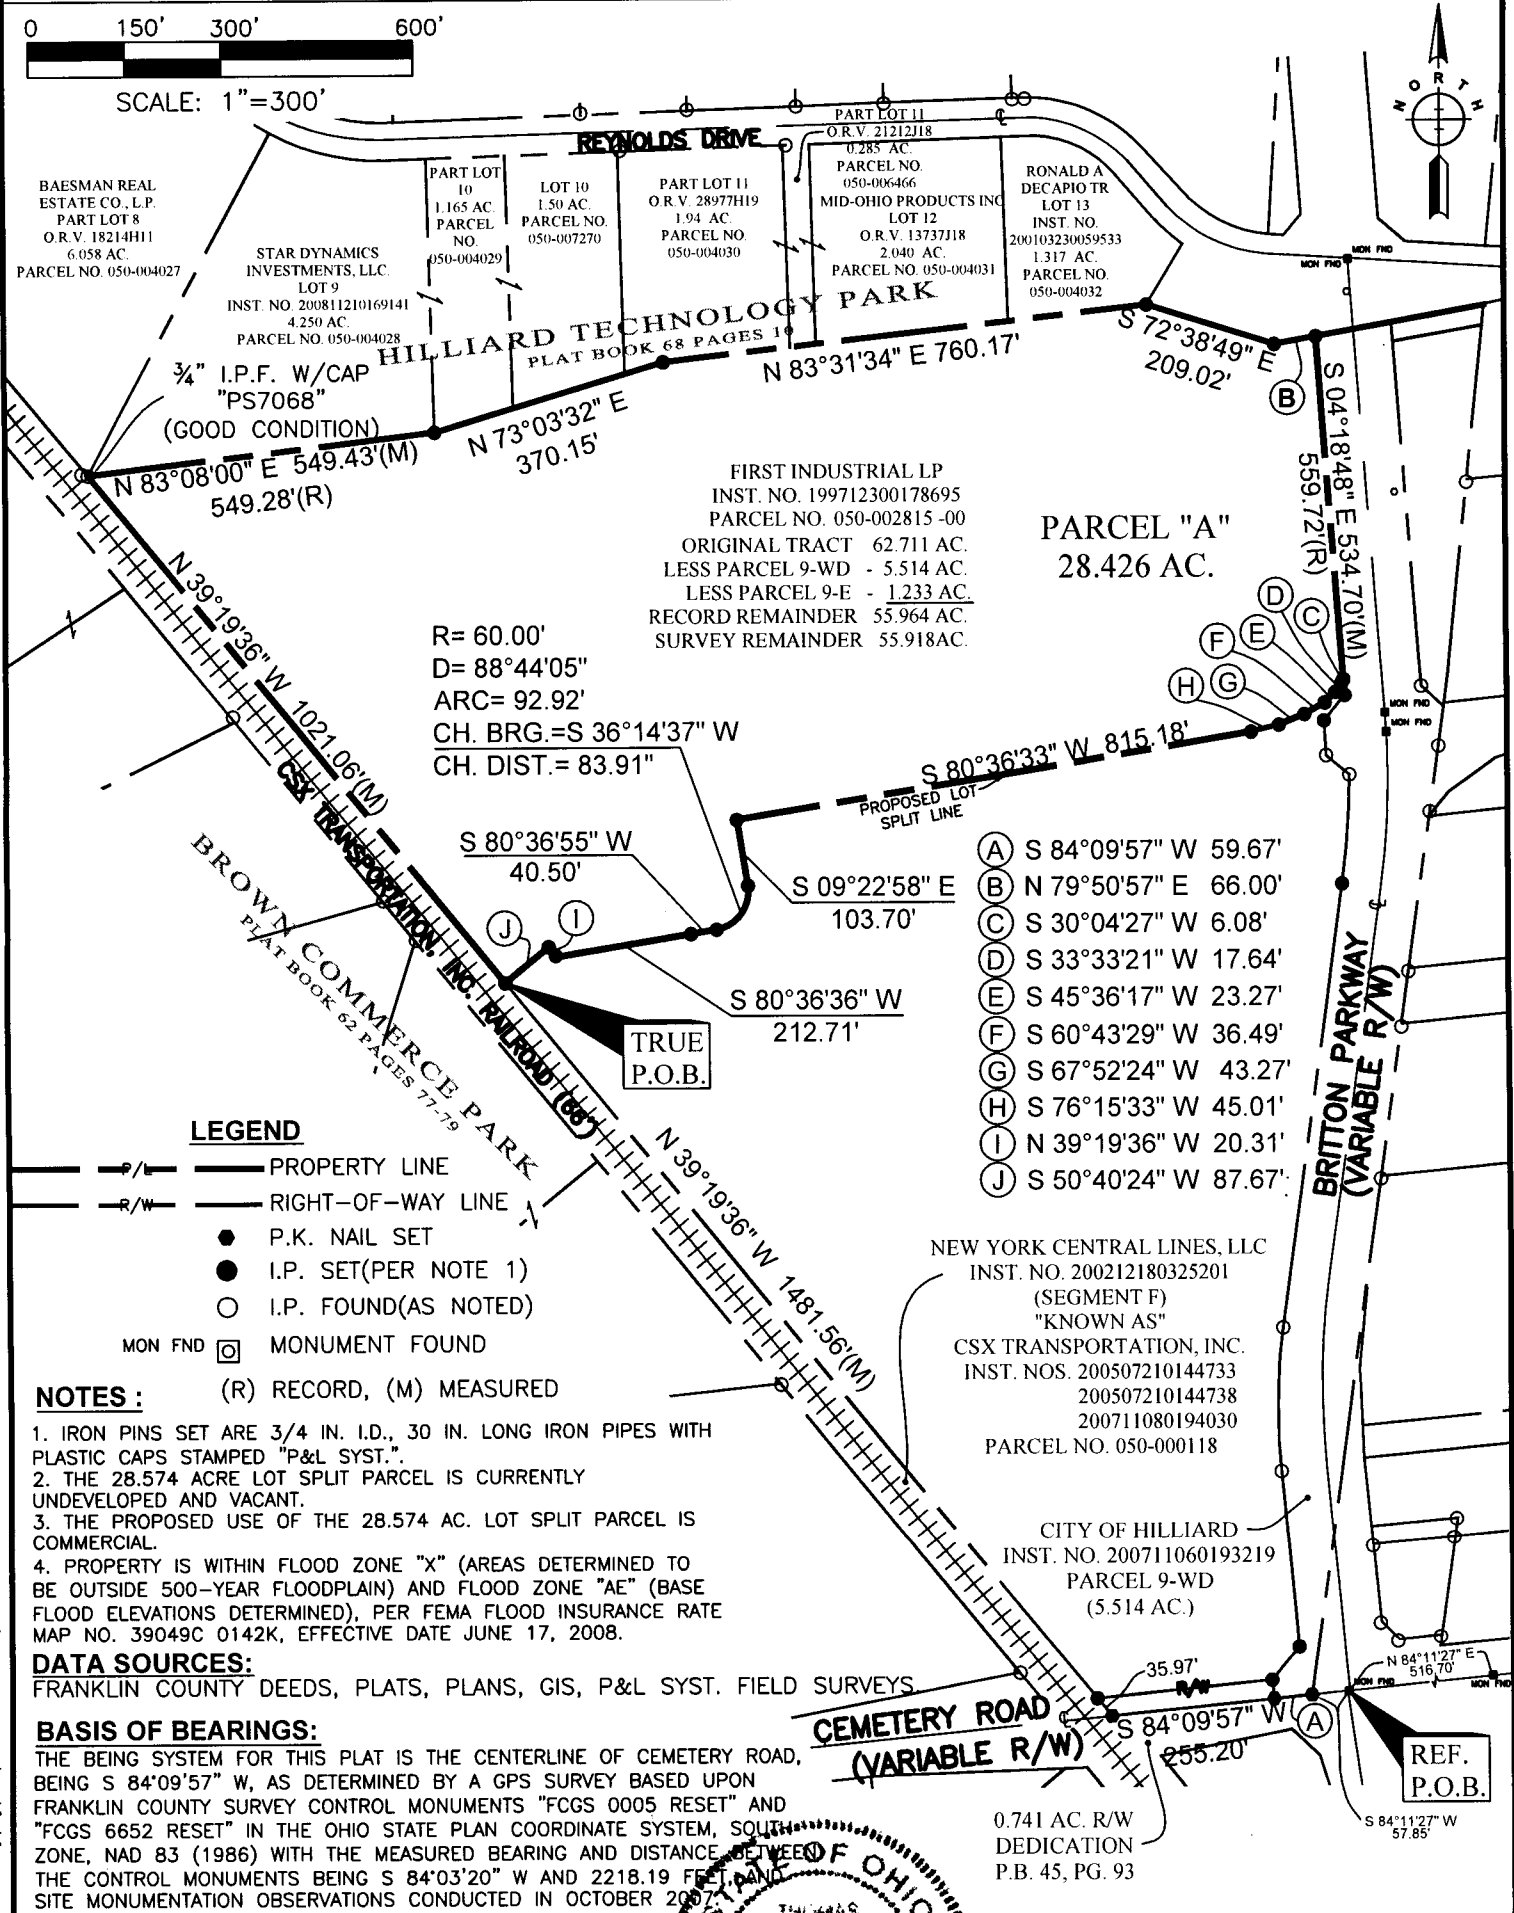 0 150' 300' 600'
SCALE: 1"=300'
NORTH
REYNOLDS DRIVE
BAESMAN REAL
ESTATE CO., L.P.
PART LOT 8
O.R.V. 18214H11
6.058 AC.
PARCEL NO. 050-004027
STAR DYNAMICS
INVESTMENTS, LLC.
LOT 9
INST. NO. 200811210169141
4.250 AC.
PARCEL NO. 050-004028
PART LOT
10
1.165 AC.
PARCEL
NO.
050-004029
LOT 10
1.50 AC.
PARCEL NO.
050-007270
PART LOT 11
O.R.V. 28977H19
1.94 AC.
PARCEL NO.
050-004030
PART LOT 11
O.R.V. 21212J18
0.285 AC.
PARCEL NO.
050-006466
MID-OHIO PRODUCTS INC
LOT 12
O.R.V. 13737J18
2.040 AC.
PARCEL NO. 050-004031
RONALD A
DECAPIO TR
LOT 13
INST. NO.
200103230059533
1.317 AC.
PARCEL NO.
050-004032
MON FND
MON FND
HILLIARD TECHNOLOGY PARK
PLAT BOOK 68 PAGES 10
3/4" I.P.F. W/CAP
"PS7068"
(GOOD CONDITION)
N 83°08'00" E 549.43'(M)
549.28'(R)
N 73°03'32" E
370.15'
N 83°31'34" E 760.17'
S 72°38'49" E
209.02'
B
S 04°18'48" E 534.70'(M)
559.72'(R)
FIRST INDUSTRIAL LP
INST. NO. 199712300178695
PARCEL NO. 050-002815 -00
ORIGINAL TRACT 62.711 AC.
LESS PARCEL 9-WD - 5.514 AC.
LESS PARCEL 9-E - 1.233 AC.
RECORD REMAINDER 55.964 AC.
SURVEY REMAINDER 55.918AC.
PARCEL "A"
28.426 AC.
D
C
F E
H G
MON FND
MON FND
N 39°19'36" W 1021.06'(M)
R= 60.00'
D= 88°44'05"
ARC= 92.92'
CH. BRG.=S 36°14'37" W
CH. DIST.= 83.91"
S 80°36'33" W 815.18'
PROPOSED LOT
SPLIT LINE
CSX TRANSPORTATION, INC. RAILROAD (66')
BROWN COMMERCE PARK
PLAT BOOK 62 PAGES 77-79
S 80°36'55" W
40.50'
S 09°22'58" E
103.70'
J I
S 80°36'36" W
212.71'
TRUE
P.O.B.
A S 84°09'57" W 59.67'
B N 79°50'57" E 66.00'
C S 30°04'27" W 6.08'
D S 33°33'21" W 17.64'
E S 45°36'17" W 23.27'
F S 60°43'29" W 36.49'
G S 67°52'24" W 43.27'
H S 76°15'33" W 45.01'
I N 39°19'36" W 20.31'
J S 50°40'24" W 87.67'
BRITTON PARKWAY
(VARIABLE R/W)
LEGEND
P/L PROPERTY LINE
R/W RIGHT-OF-WAY LINE
P.K. NAIL SET
I.P. SET(PER NOTE 1)
I.P. FOUND(AS NOTED)
MON FND MONUMENT FOUND
(R) RECORD, (M) MEASURED
N 39°19'36" W 1481.56'(M)
NEW YORK CENTRAL LINES, LLC
INST. NO. 200212180325201
(SEGMENT F)
"KNOWN AS"
CSX TRANSPORTATION, INC.
INST. NOS. 200507210144733
200507210144738
200711080194030
PARCEL NO. 050-000118
CITY OF HILLIARD
INST. NO. 200711060193219
PARCEL 9-WD
(5.514 AC.)
NOTES :
1. IRON PINS SET ARE 3/4 IN. I.D., 30 IN. LONG IRON PIPES WITH
PLASTIC CAPS STAMPED "P&L SYST.".
2. THE 28.574 ACRE LOT SPLIT PARCEL IS CURRENTLY
UNDEVELOPED AND VACANT.
3. THE PROPOSED USE OF THE 28.574 AC. LOT SPLIT PARCEL IS
COMMERCIAL.
4. PROPERTY IS WITHIN FLOOD ZONE "X" (AREAS DETERMINED TO
BE OUTSIDE 500-YEAR FLOODPLAIN) AND FLOOD ZONE "AE" (BASE
FLOOD ELEVATIONS DETERMINED), PER FEMA FLOOD INSURANCE RATE
MAP NO. 39049C 0142K, EFFECTIVE DATE JUNE 17, 2008.
DATA SOURCES:
FRANKLIN COUNTY DEEDS, PLATS, PLANS, GIS, P&L SYST. FIELD SURVEYS.
BASIS OF BEARINGS:
THE BEING SYSTEM FOR THIS PLAT IS THE CENTERLINE OF CEMETERY ROAD,
BEING S 84°09'57" W, AS DETERMINED BY A GPS SURVEY BASED UPON
FRANKLIN COUNTY SURVEY CONTROL MONUMENTS "FCGS 0005 RESET" AND
"FCGS 6652 RESET" IN THE OHIO STATE PLAN COORDINATE SYSTEM, SOUTH
ZONE, NAD 83 (1986) WITH THE MEASURED BEARING AND DISTANCE BETWEEN
THE CONTROL MONUMENTS BEING S 84°03'20" W AND 2218.19 FEET, AND
SITE MONUMENTATION OBSERVATIONS CONDUCTED IN OCTOBER 2007.
35.97'
R/W
CEMETERY ROAD
(VARIABLE R/W)
S 84°09'57" W
255.20'
A
N 84°11'27" E
516.70'
MON FND
MON FND
REF.
P.O.B.
S 84°11'27" W
57.85'
0.741 AC. R/W
DEDICATION
P.B. 45, PG. 93
STATE OF OHIO